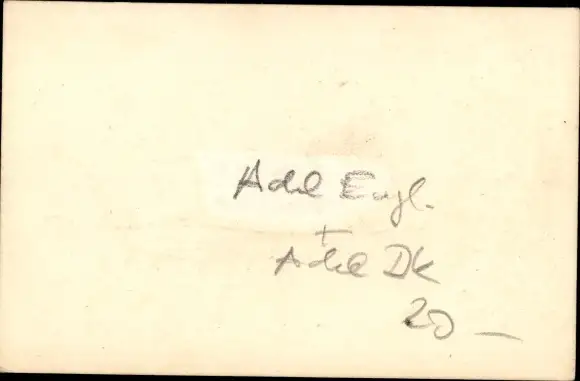 Adel Engl.
+
Adel DK
20 —